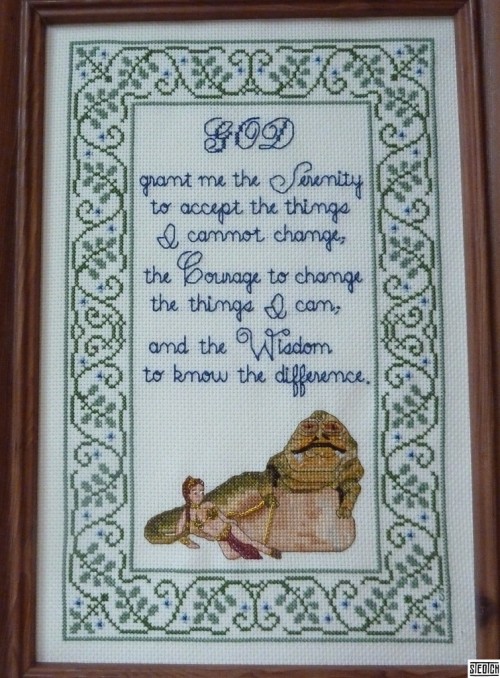 GOD
grant me the Serenity
to accept the things
I cannot change,
the Courage to change
the things I can,
and the Wisdom
to know the difference.
STEOTCH